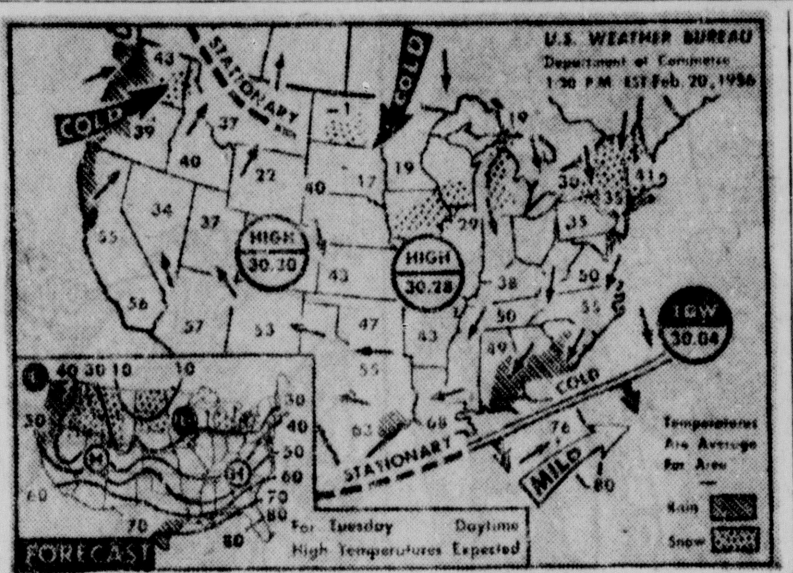 U.S. WEATHER BUREAU
Department of Commerce
1:30 P.M. EST Feb. 20, 1956
COLD
STATIONARY
COLD
43
39
37
-1
19
40
22
40
17
19
30
41
35
34
37
29
35
55
HIGH
30.20
HIGH
30.28
43
38
50
56
57
53
47
43
50
55
49
LOW
30.04
55
COLD
63
68
STATIONARY
76
MILD
80
Temperatures
Are Average
For Area
Rain
Snow
L
40 30 10
10
30
30
40
50
60
70
80
H
H
60
70
80
FORECAST
For Tuesday Daytime
High Temperatures Expected